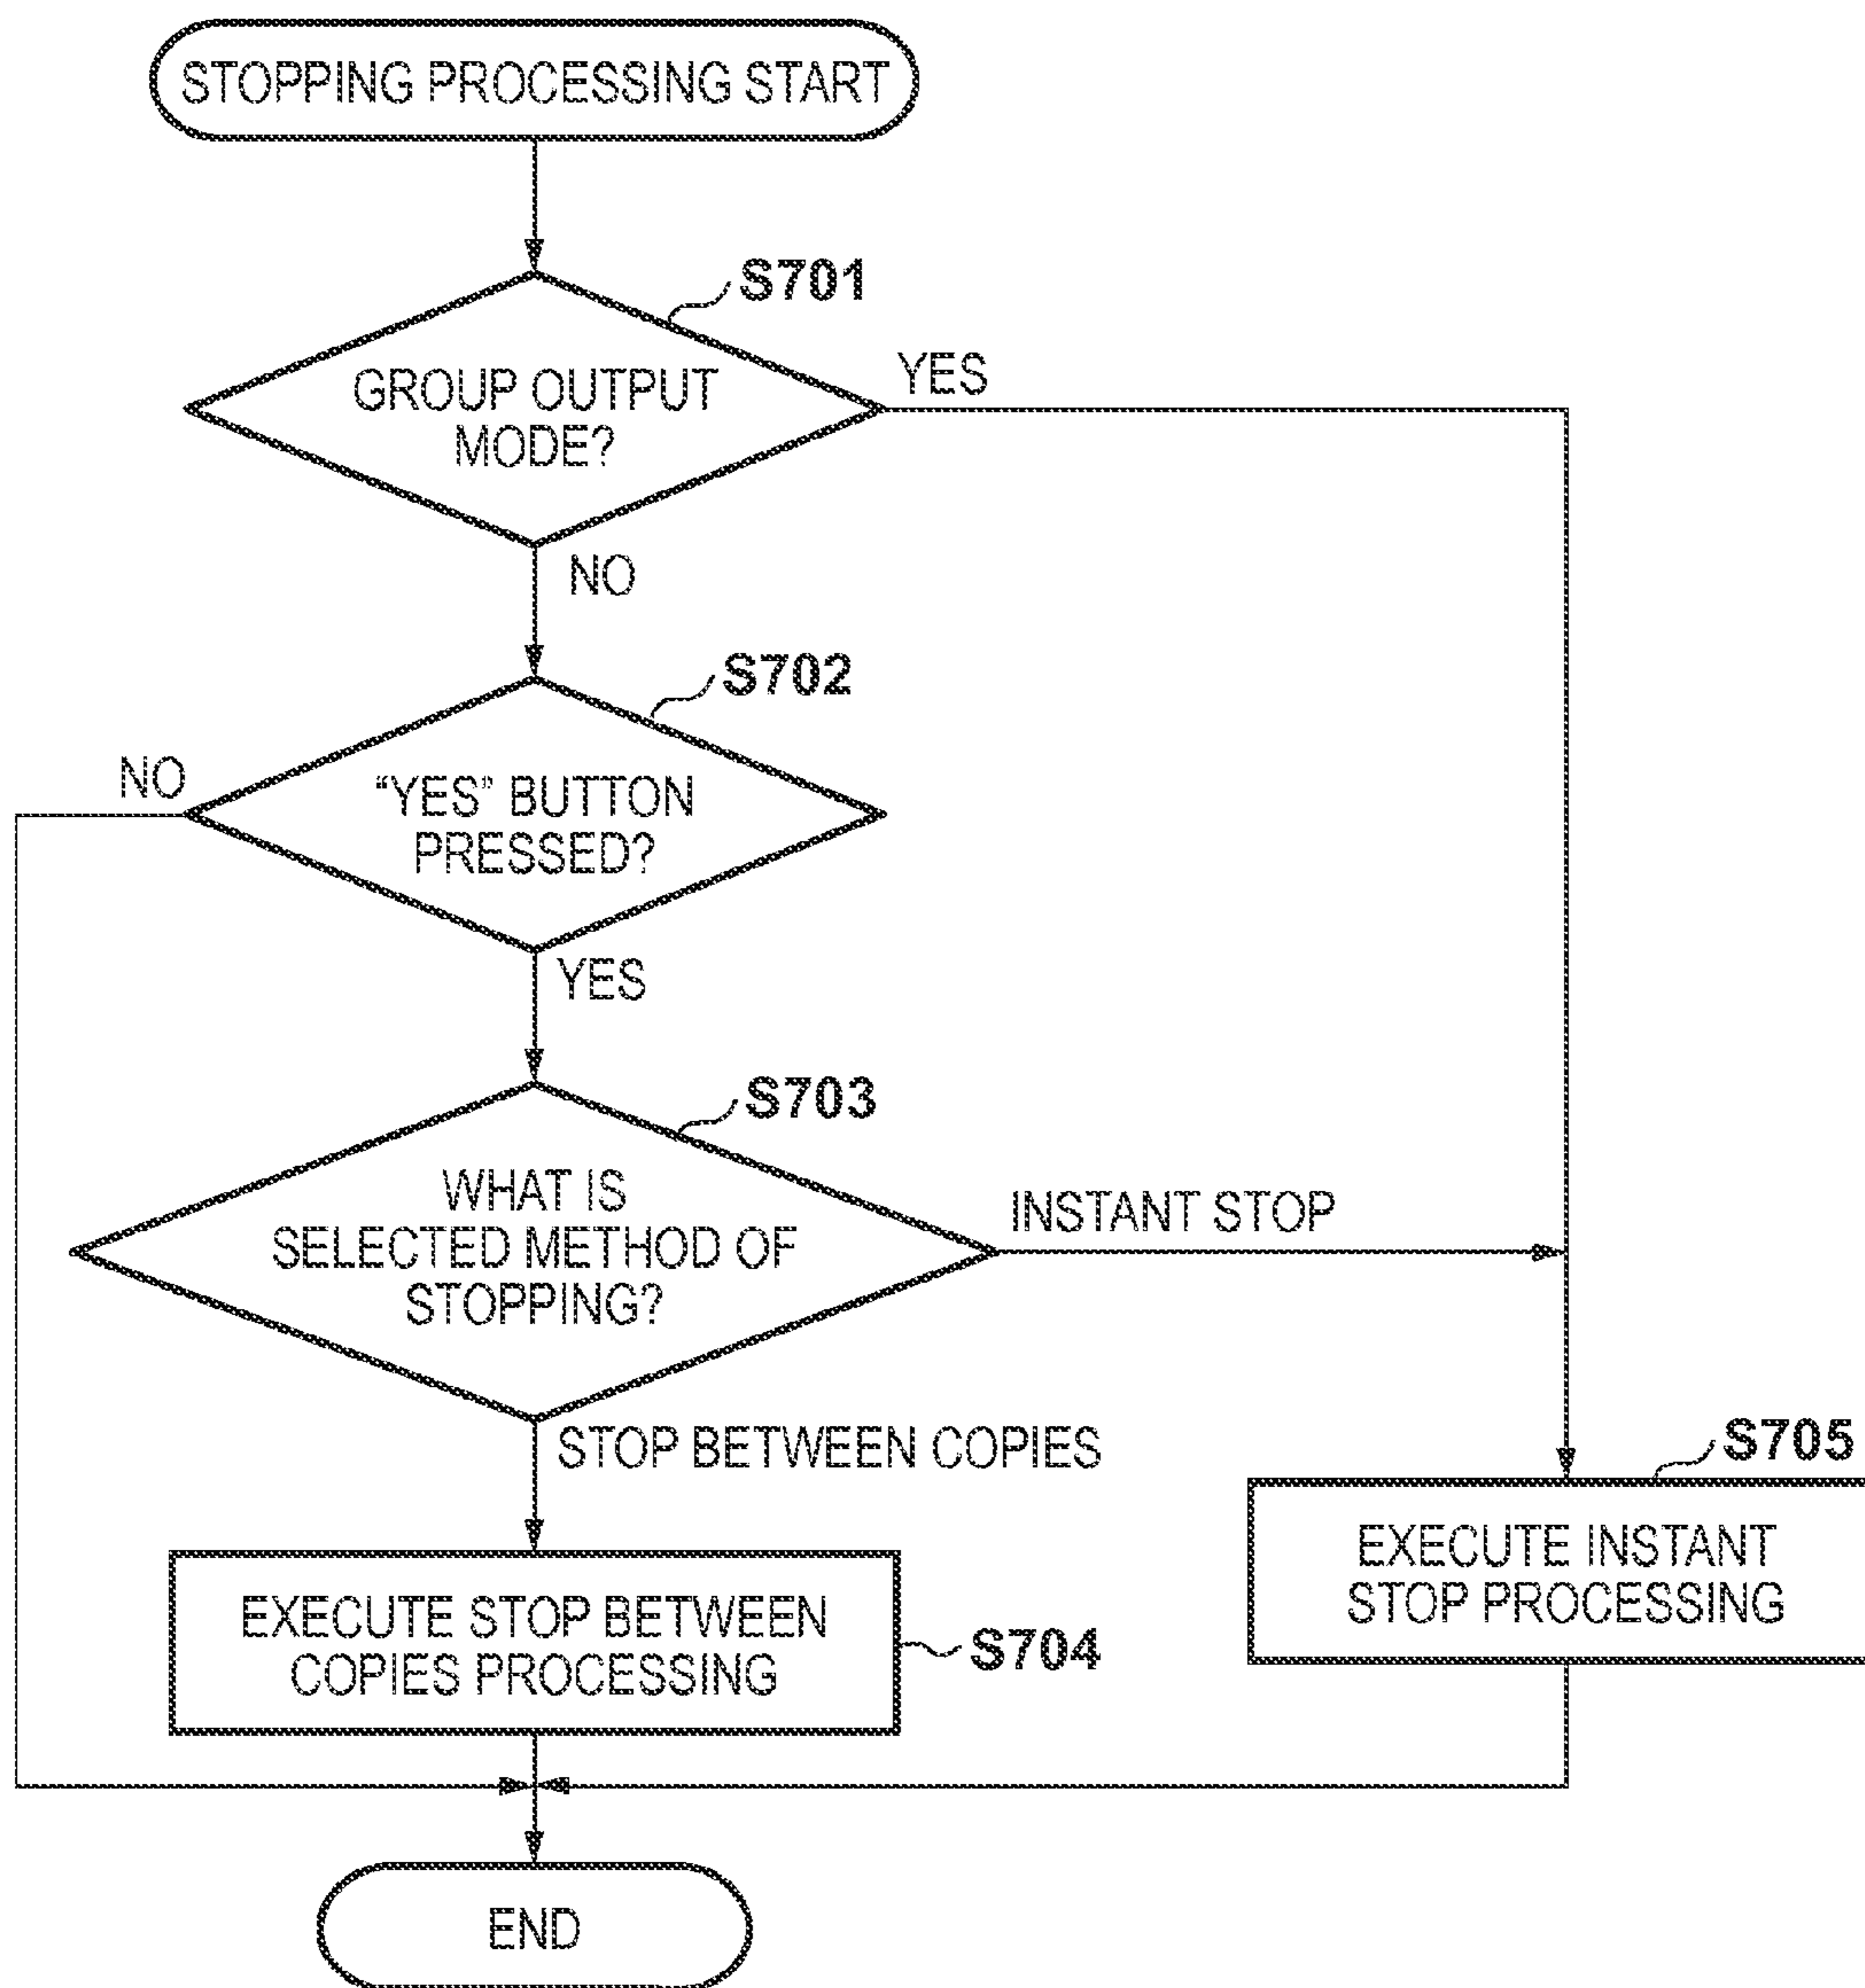 STOPPING PROCESSING START
S701
GROUP OUTPUT
MODE?
YES
NO
S702
NO
"YES" BUTTON
PRESSED?
YES
S703
WHAT IS
SELECTED METHOD OF
STOPPING?
INSTANT STOP
STOP BETWEEN COPIES
S705
EXECUTE INSTANT
STOP PROCESSING
EXECUTE STOP BETWEEN
COPIES PROCESSING
S704
END